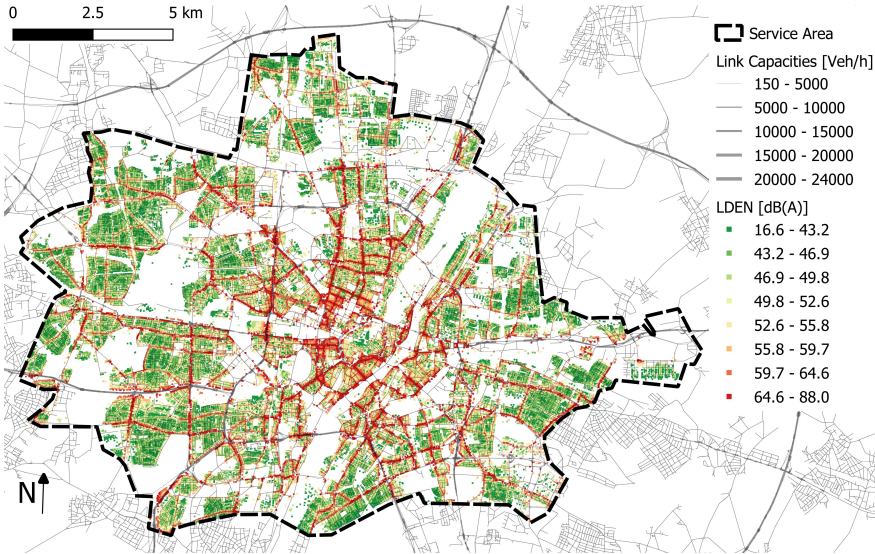 0 2.5 5 km
Service Area
Link Capacities [Veh/h]
150 - 5000
5000 - 10000
10000 - 15000
15000 - 20000
20000 - 24000
LDEN [dB(A)]
16.6 - 43.2
43.2 - 46.9
46.9 - 49.8
49.8 - 52.6
52.6 - 55.8
55.8 - 59.7
59.7 - 64.6
64.6 - 88.0
N